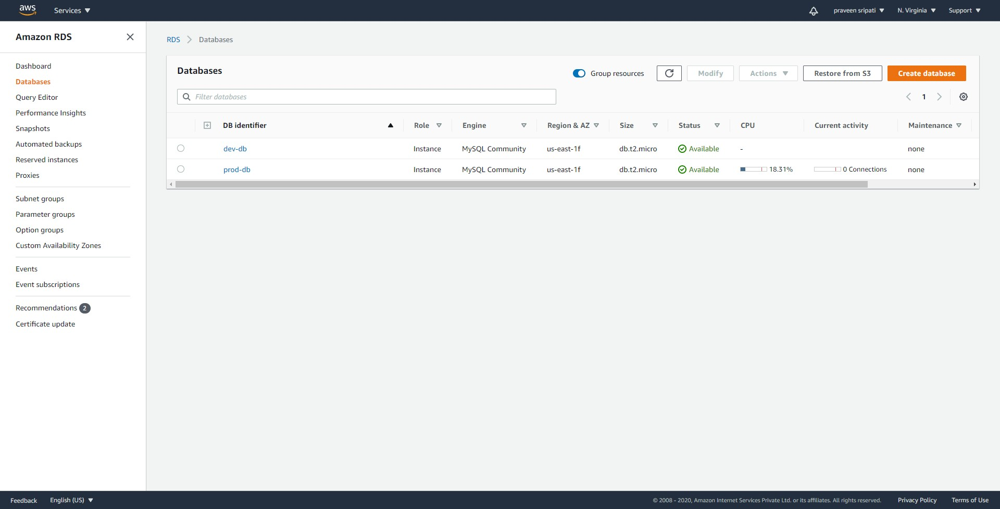 aws Services praveen sripati N. Virginia Support
Amazon RDS
Dashboard
Databases
Query Editor
Performance Insights
Snapshots
Automated backups
Reserved instances
Proxies
Subnet groups
Parameter groups
Option groups
Custom Availability Zones
Events
Event subscriptions
Recommendations 2
Certificate update
RDS Databases
Databases Group resources Modify Actions Restore from S3 Create database
Filter databases 1
DB identifier Role Engine Region & AZ Size Status CPU Current activity Maintenance
dev-db Instance MySQL Community us-east-1f db.t2.micro Available - none
prod-db Instance MySQL Community us-east-1f db.t2.micro Available 18.31% 0 Connections none
Feedback English (US) © 2008 - 2020, Amazon Internet Services Private Ltd. or its affiliates. All rights reserved. Privacy Policy Terms of Use